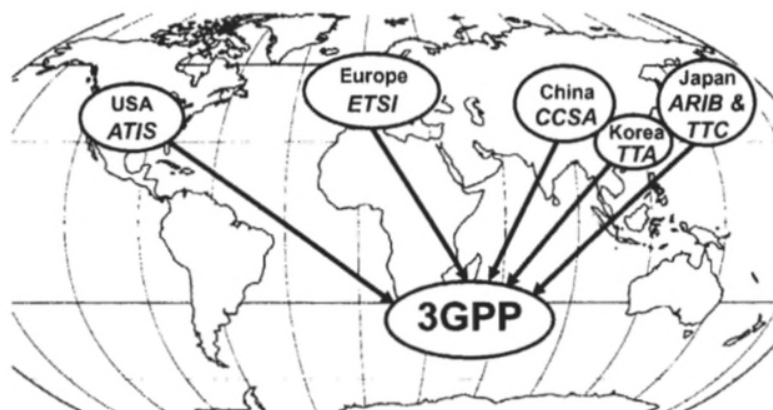 USA
ATIS
Europe
ETSI
China
CCSA
Korea
TTA
Japan
ARIB &
TTC
3GPP